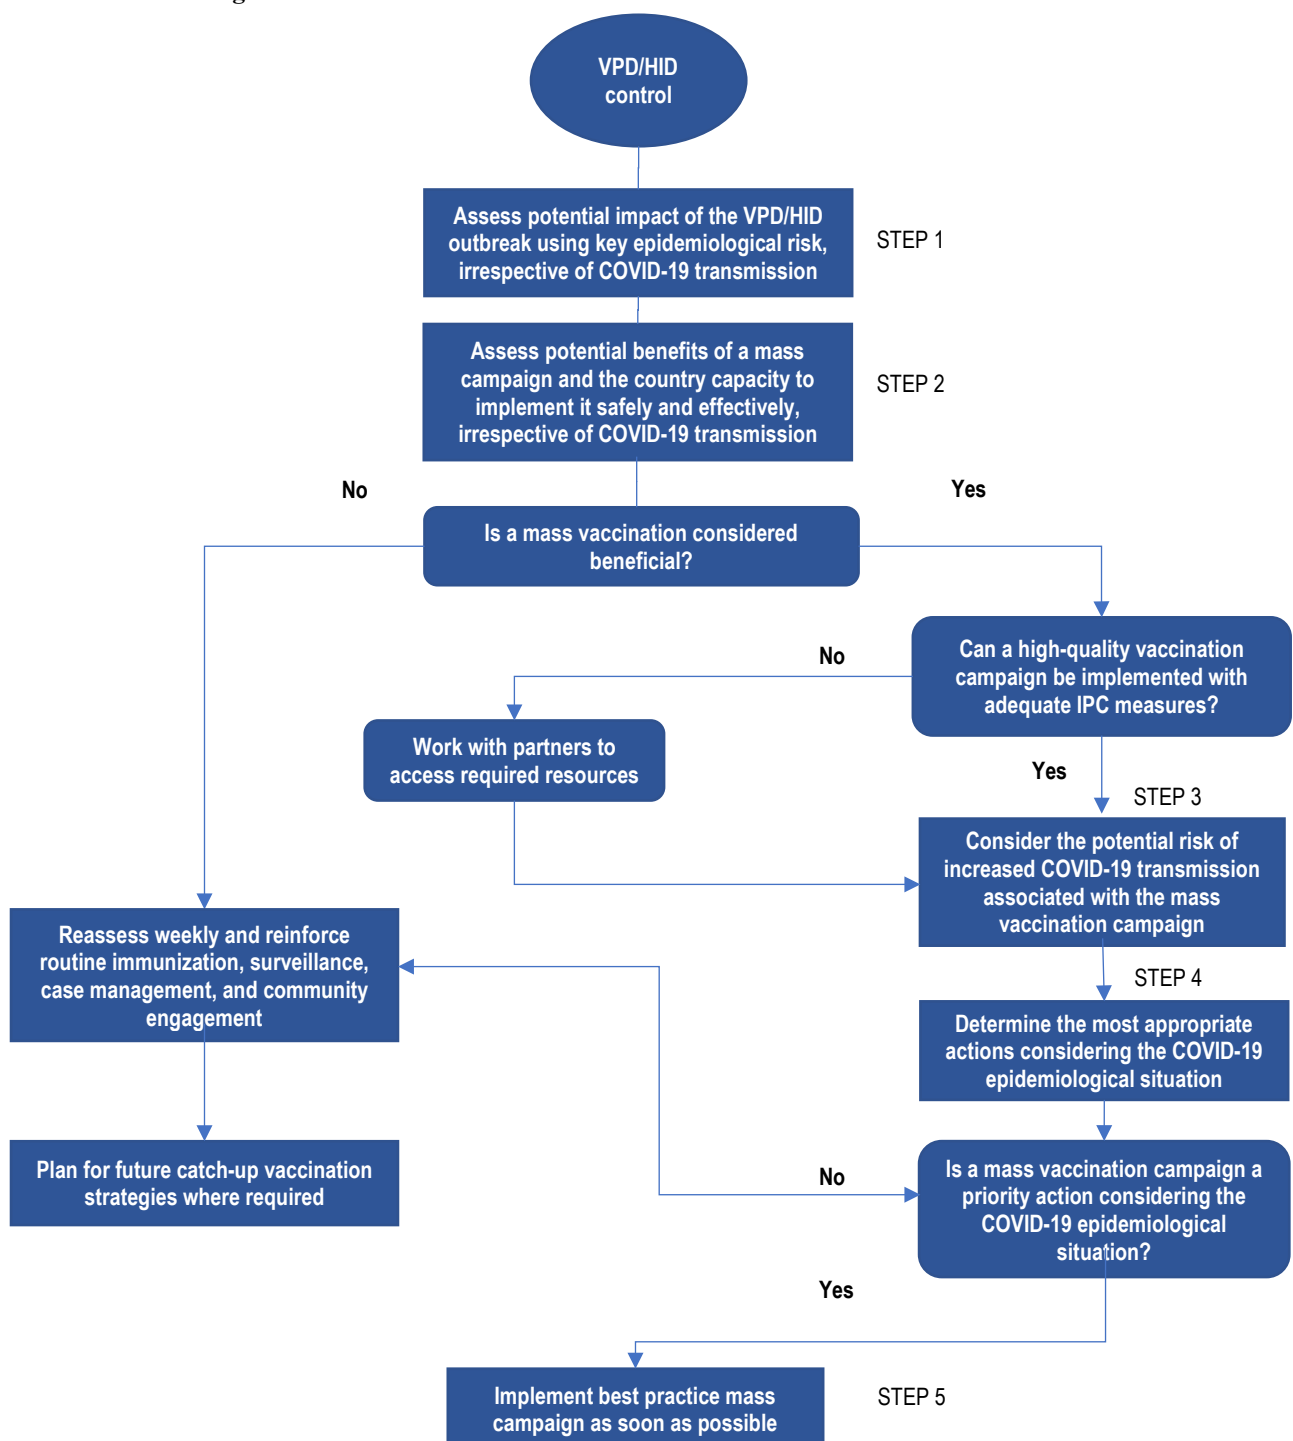 VPD/HID
control
Assess potential impact of the VPD/HID
outbreak using key epidemiological risk,
irrespective of COVID-19 transmission
STEP 1
Assess potential benefits of a mass
campaign and the country capacity to
implement it safely and effectively,
irrespective of COVID-19 transmission
STEP 2
No
Yes
Is a mass vaccination considered
beneficial?
Can a high-quality vaccination
campaign be implemented with
adequate IPC measures?
No
Work with partners to
access required resources
Yes
STEP 3
Consider the potential risk of
increased COVID-19 transmission
associated with the mass
vaccination campaign
Reassess weekly and reinforce
routine immunization, surveillance,
case management, and community
engagement
STEP 4
Determine the most appropriate
actions considering the COVID-19
epidemiological situation
Plan for future catch-up vaccination
strategies where required
No
Is a mass vaccination campaign a
priority action considering the
COVID-19 epidemiological
situation?
Yes
Implement best practice mass
campaign as soon as possible
STEP 5